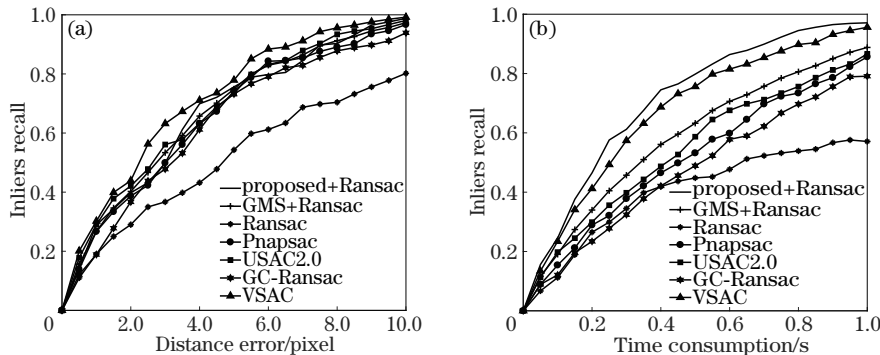 (a)
Inliers recall
1.0
0.8
0.6
0.4
0.2
0
2.0
4.0
6.0
8.0
10.0
Distance error/pixel
proposed+Ransac
GMS+Ransac
Ransac
Pnapsac
USAC2.0
GC-Ransac
VSAC
(b)
Inliers recall
1.0
0.8
0.6
0.4
0.2
0
0.2
0.4
0.6
0.8
1.0
Time consumption/s
proposed+Ransac
GMS+Ransac
Ransac
Pnapsac
USAC2.0
GC-Ransac
VSAC